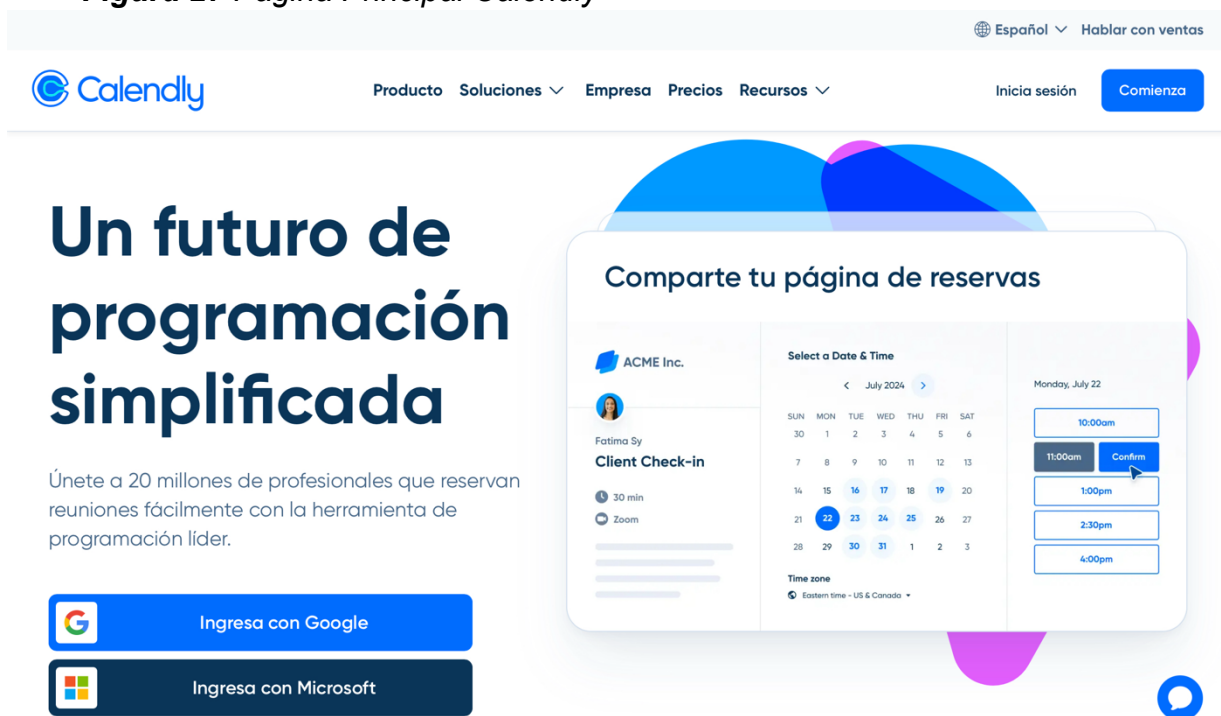 Figura 2. Página Principal Calendly
Español Hablar con ventas
Calendly
Producto Soluciones Empresa Precios Recursos
Inicia sesión Comienza
Un futuro de
programación
simplificada
Únete a 20 millones de profesionales que reservan
reuniones fácilmente con la herramienta de
programación líder.
Ingresa con Google
Ingresa con Microsoft
Comparte tu página de reservas
ACME Inc.
Fatima Sy
Client Check-in
30 min
Zoom
Select a Date & Time
< July 2024 >
SUN MON TUE WED THU FRI SAT
30 1 2 3 4 5 6
7 8 9 10 11 12 13
14 15 16 17 18 19 20
21 22 23 24 25 26 27
28 29 30 31 1 2 3
Time zone
Eastern time - US & Canada
Monday, July 22
10:00am
11:00am Confirm
1:00pm
2:30pm
4:00pm